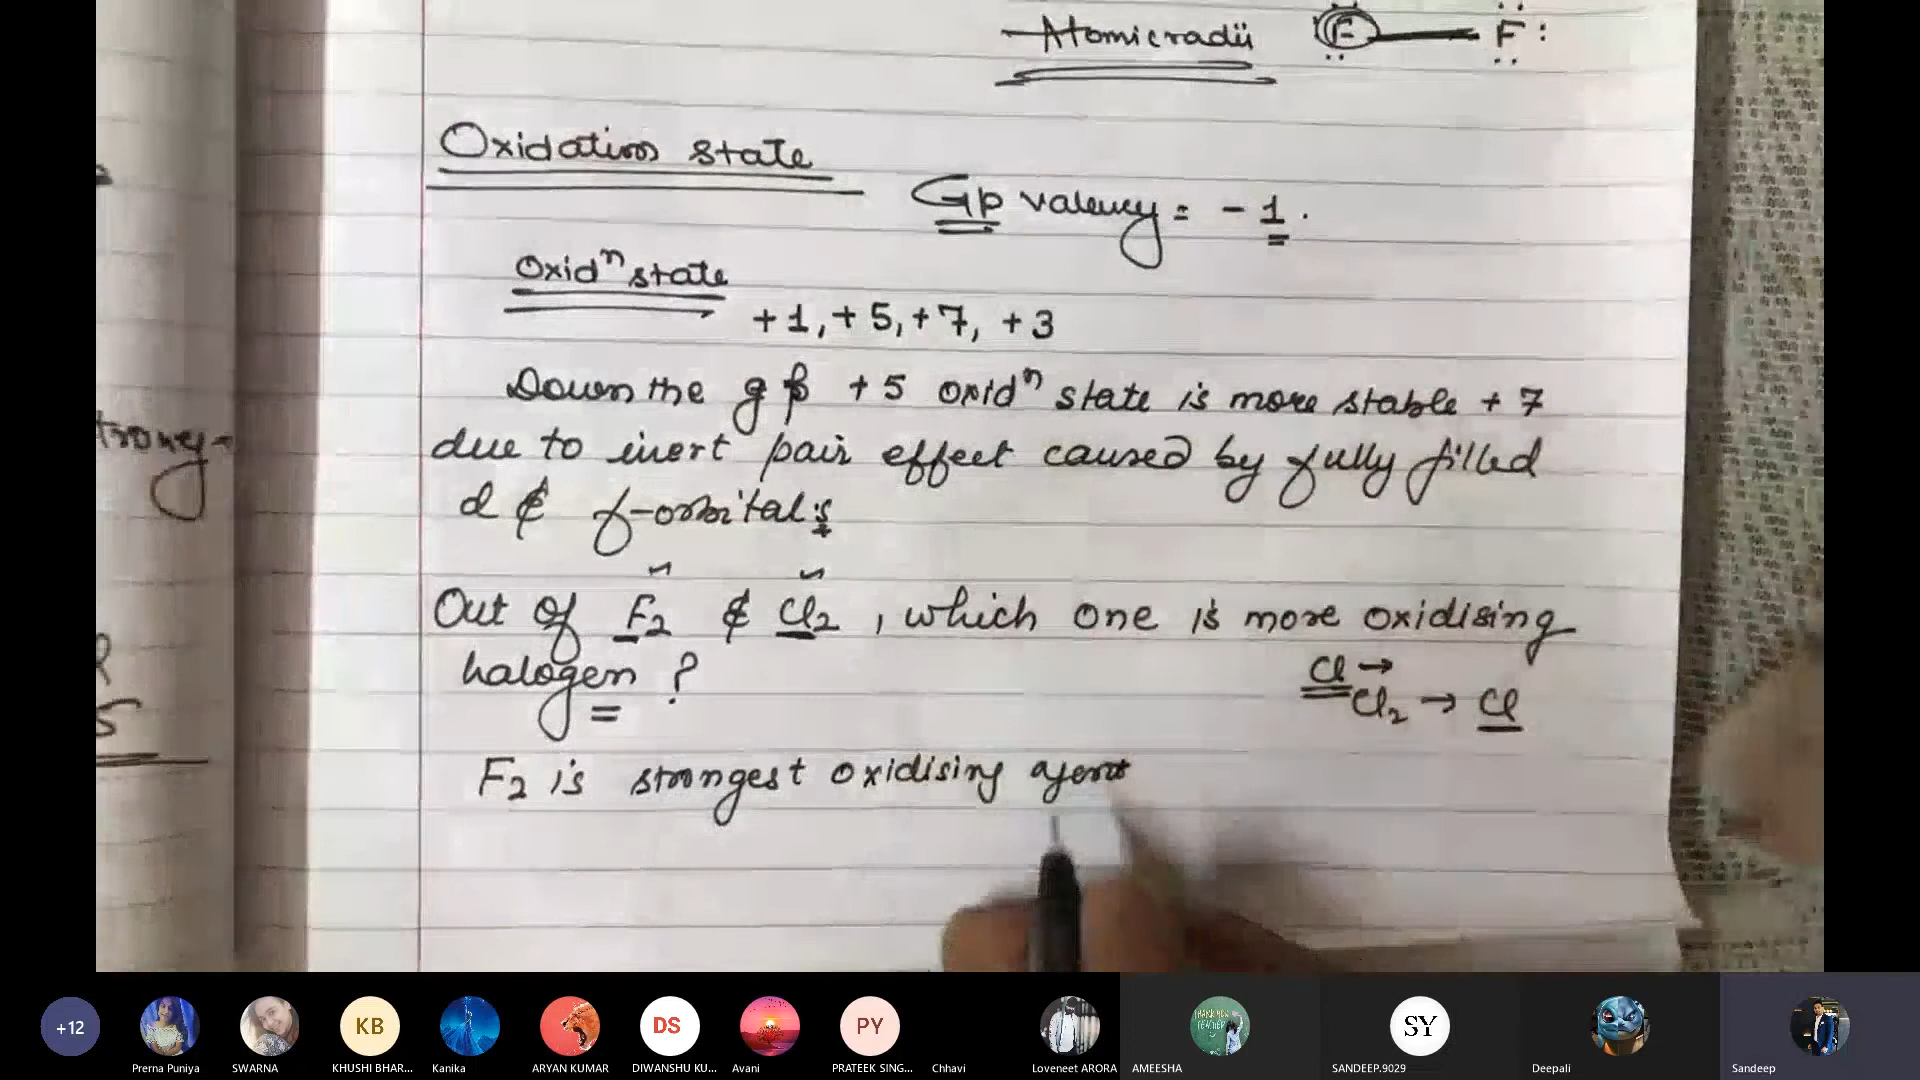 Atomic radii F — F
Oxidation state
Gp valency = -1.
Oxidⁿ state
+1, +5, +7, +3
Down the gp +5 oxidⁿ state is more stable +7
due to inert pair effect caused by fully filled
d & f-orbitals
Out of F₂ & Cl₂, which one is more oxidising
halogen ?
Cl →
Cl₂ → Cl
F₂ is strongest oxidising agent
5
+12
KB
DS
PY
SY
Prerna Puniya
SWARNA
KHUSHI BHAR...
Kanika
ARYAN KUMAR
DIWANSHU KU...
Avani
PRATEEK SING...
Chhavi
Loveneet ARORA
AMEESHA
SANDEEP.9029
Deepali
Sandeep